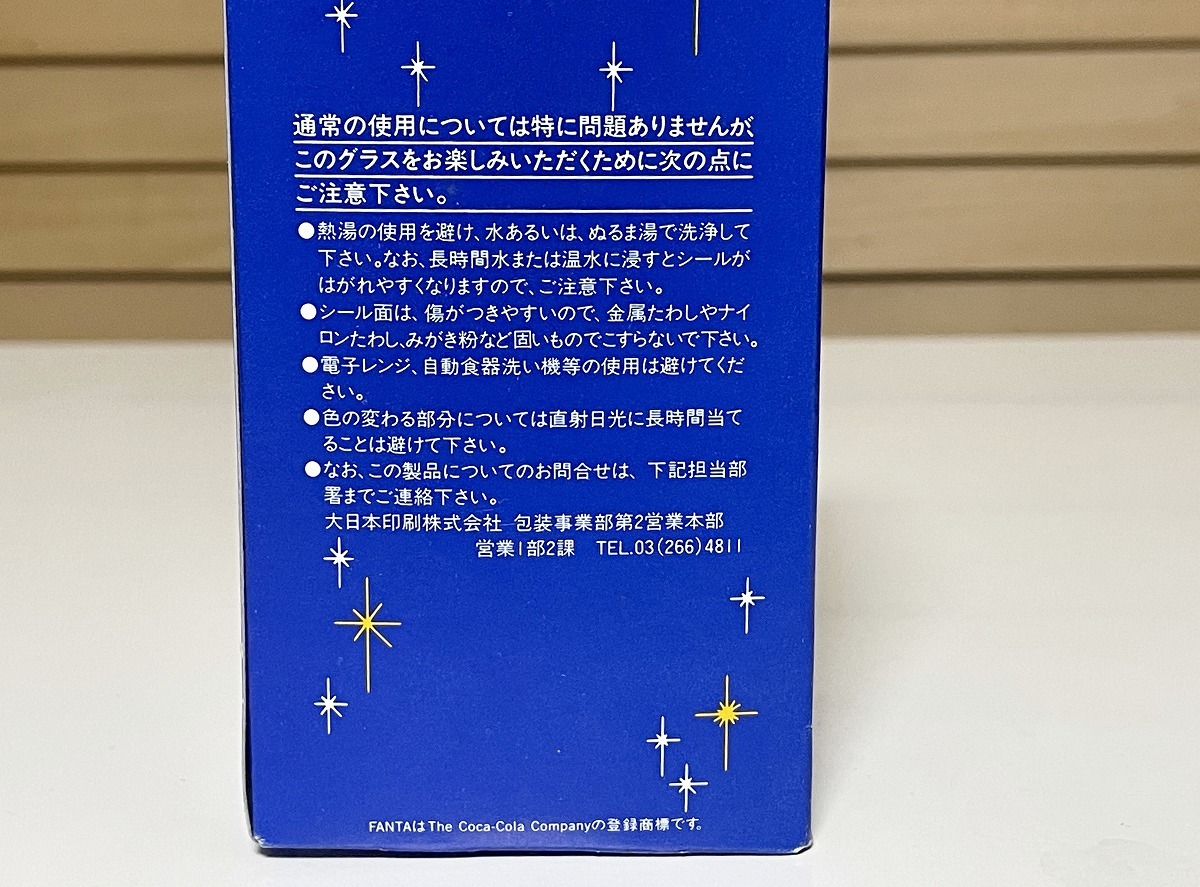 通常の使用については特に問題ありませんが
このグラスをお楽しみいただくために次の点に
ご注意下さい。
●熱湯の使用を避け、水あるいは、ぬるま湯で洗浄して
下さい。なお、長時間水または温水に浸すとシールが
はがれやすくなりますので、ご注意下さい。
●シール面は、傷がつきやすいので、金属たわしやナイ
ロンたわし、みがき粉など固いものでこすらないで下さい。
●電子レンジ、自動食器洗い機等の使用は避けてくだ
さい。
●色の変わる部分については直射日光に長時間当て
ることは避けて下さい。
●なお、この製品についてのお問合せは、下記担当部
署までご連絡下さい。
大日本印刷株式会社 包装事業部第2営業本部
営業1部2課 TEL.03(266)4811
FANTAはThe Coca-Cola Companyの登録商標です。